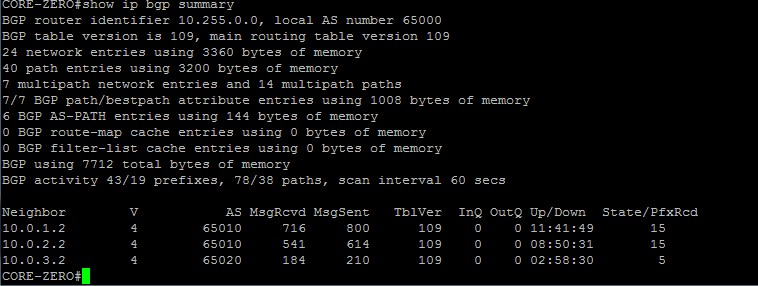 CORE-ZERO#show ip bgp summary
BGP router identifier 10.255.0.0, local AS number 65000
BGP table version is 109, main routing table version 109
24 network entries using 3360 bytes of memory
40 path entries using 3200 bytes of memory
7 multipath network entries and 14 multipath paths
7/7 BGP path/bestpath attribute entries using 1008 bytes of memory
6 BGP AS-PATH entries using 144 bytes of memory
0 BGP route-map cache entries using 0 bytes of memory
0 BGP filter-list cache entries using 0 bytes of memory
BGP using 7712 total bytes of memory
BGP activity 43/19 prefixes, 78/38 paths, scan interval 60 secs
Neighbor V AS MsgRcvd MsgSent TblVer InQ OutQ Up/Down State/PfxRcd
10.0.1.2 4 65010 716 800 109 0 0 11:41:49 15
10.0.2.2 4 65010 541 614 109 0 0 08:50:31 15
10.0.3.2 4 65020 184 210 109 0 0 02:58:30 5
CORE-ZERO#